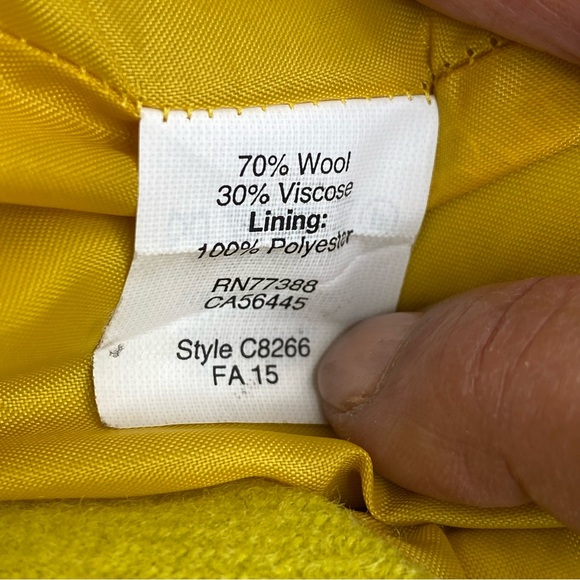 70% Wool
30% Viscose
Lining:
100% Polyester
RN77388
CA56445
Style C8266
FA 15